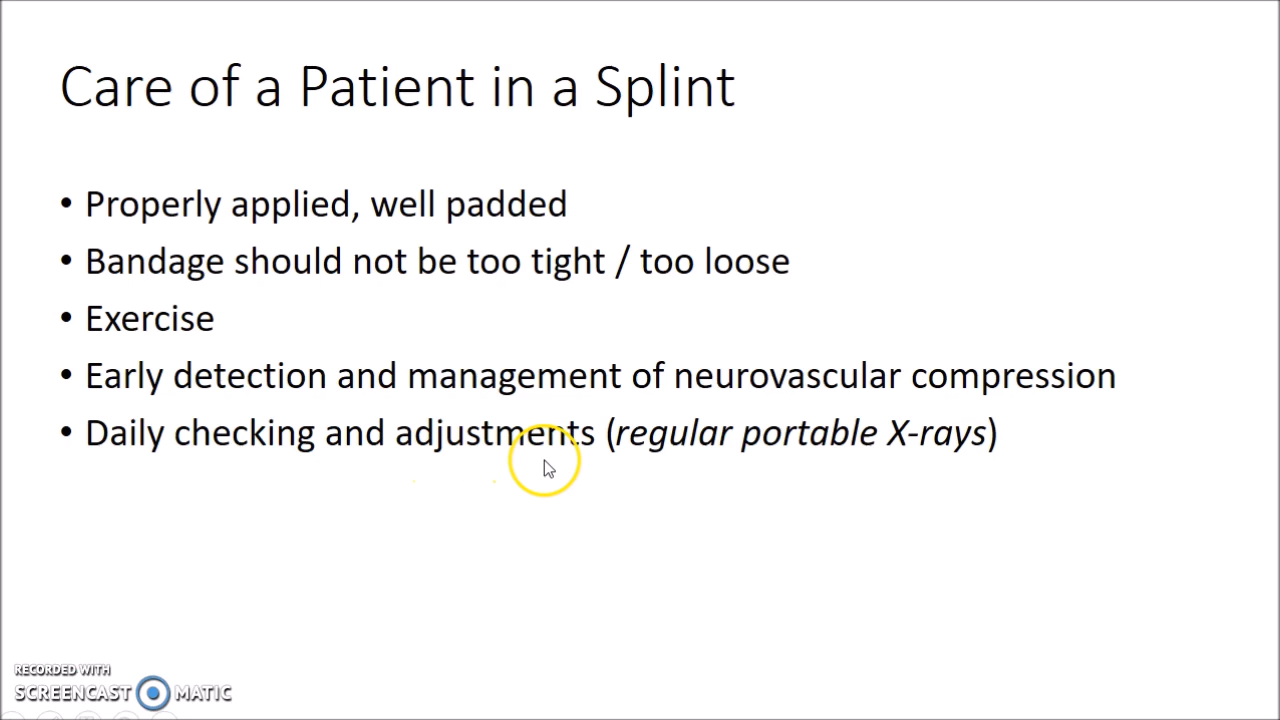 Care of a Patient in a Splint
• Properly applied, well padded
• Bandage should not be too tight / too loose
• Exercise
• Early detection and management of neurovascular compression
• Daily checking and adjustments (regular portable X-rays)
RECORDED WITH
SCREENCAST MATIC